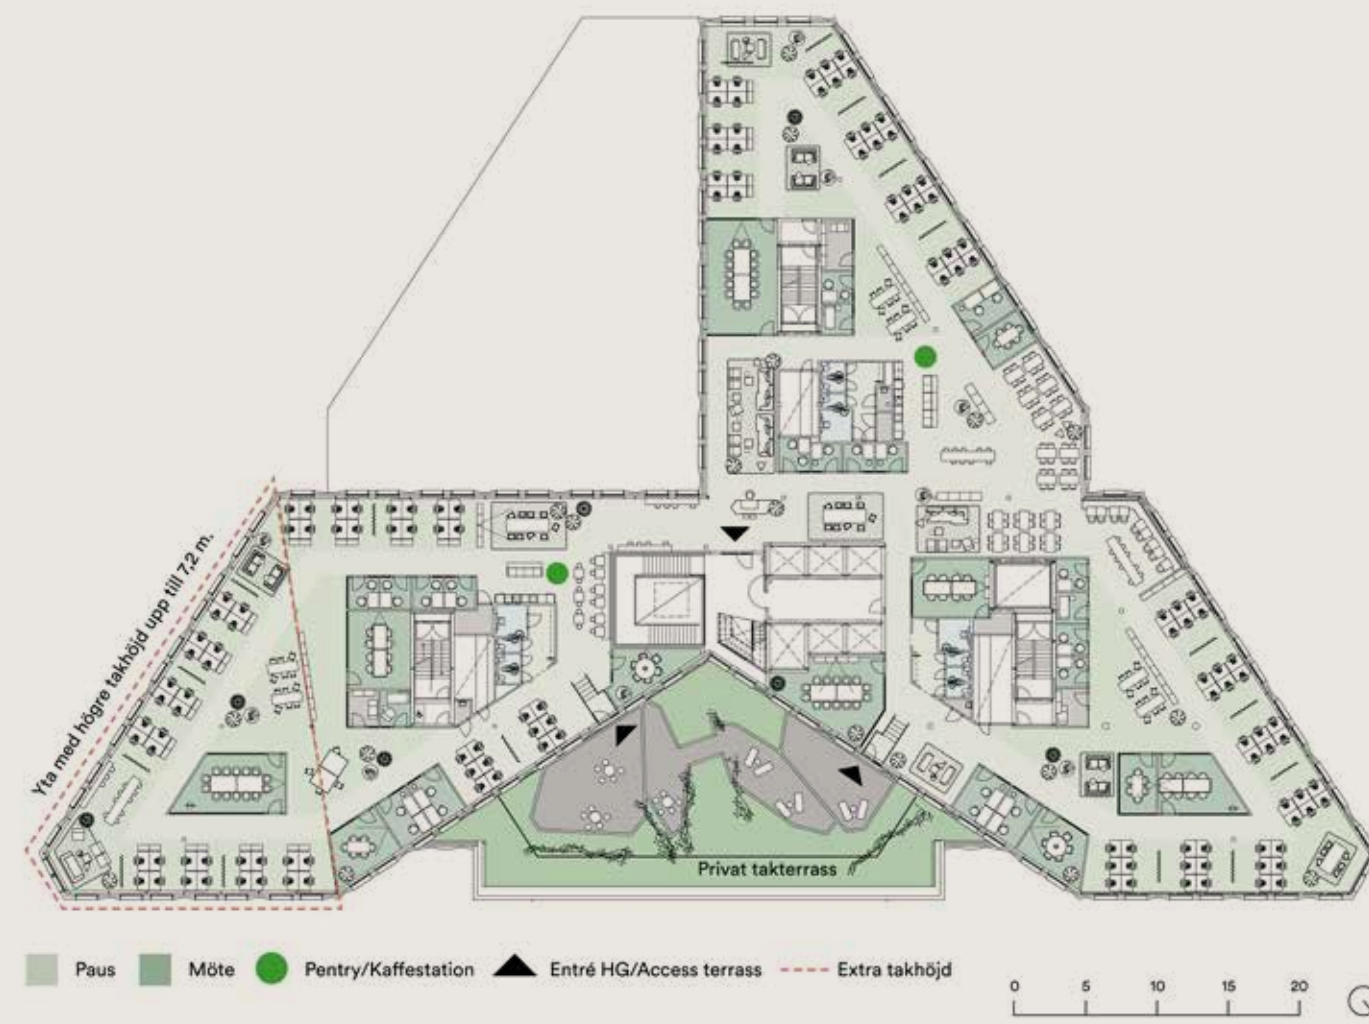 Yta med högre takhöjd upp till 7,2 m.
Privat takterrass
Paus
Möte
Pentry/Kaffestation
Entré HG/Access terrass
Extra takhöjd
0 5 10 15 20